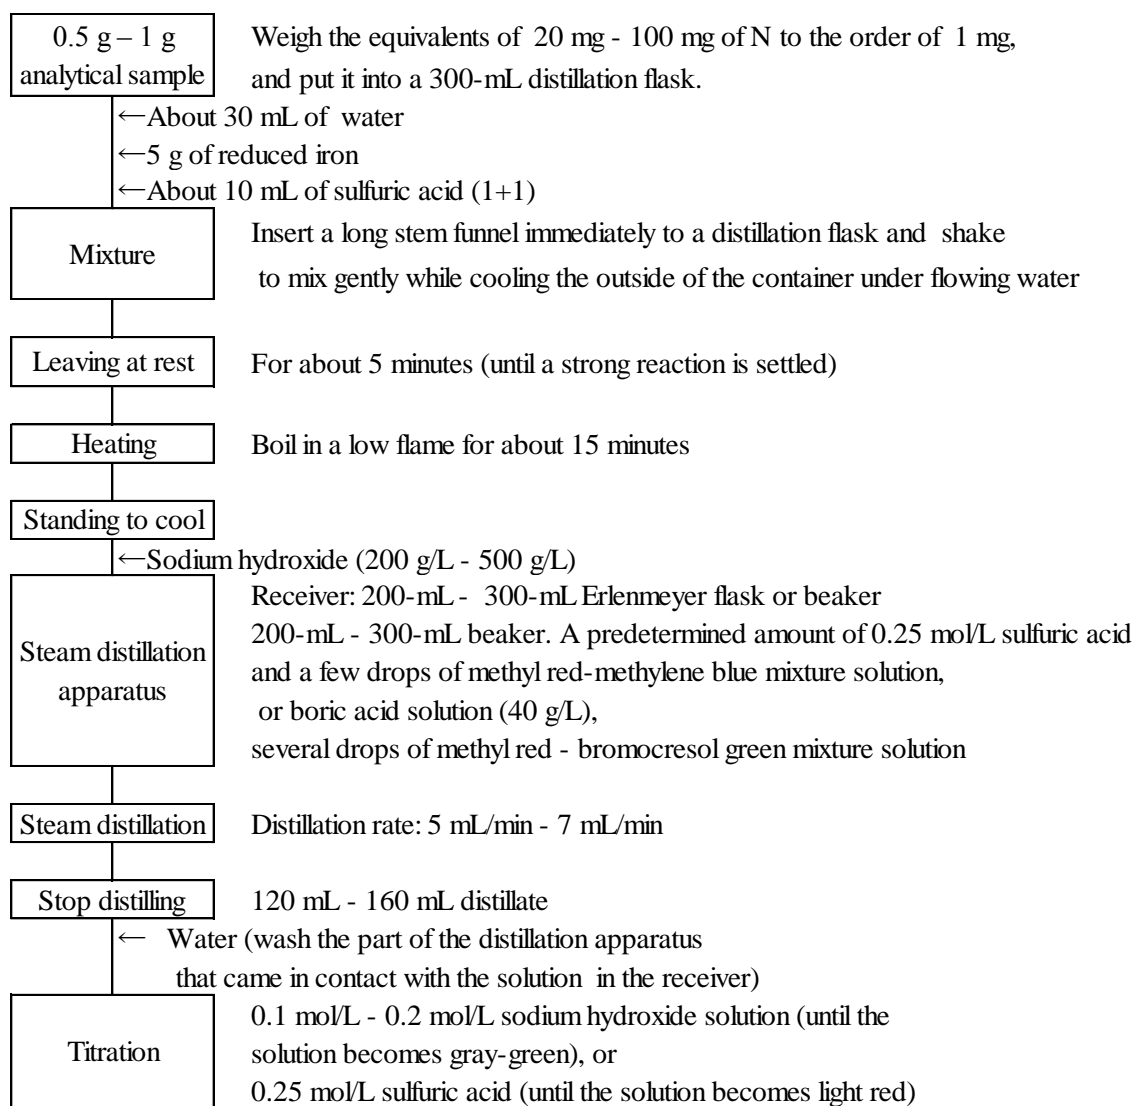 0.5 g – 1 g
analytical sample
Weigh the equivalents of 20 mg - 100 mg of N to the order of 1 mg,
and put it into a 300-mL distillation flask.
←About 30 mL of water
←5 g of reduced iron
←About 10 mL of sulfuric acid (1+1)
Mixture
Insert a long stem funnel immediately to a distillation flask and shake
to mix gently while cooling the outside of the container under flowing water
Leaving at rest
For about 5 minutes (until a strong reaction is settled)
Heating
Boil in a low flame for about 15 minutes
Standing to cool
←Sodium hydroxide (200 g/L - 500 g/L)
Steam distillation
apparatus
Receiver: 200-mL - 300-mL Erlenmeyer flask or beaker
200-mL - 300-mL beaker. A predetermined amount of 0.25 mol/L sulfuric acid
and a few drops of methyl red-methylene blue mixture solution,
or boric acid solution (40 g/L),
several drops of methyl red - bromocresol green mixture solution
Steam distillation
Distillation rate: 5 mL/min - 7 mL/min
Stop distilling
120 mL - 160 mL distillate
← Water (wash the part of the distillation apparatus
that came in contact with the solution in the receiver)
Titration
0.1 mol/L - 0.2 mol/L sodium hydroxide solution (until the
solution becomes gray-green), or
0.25 mol/L sulfuric acid (until the solution becomes light red)